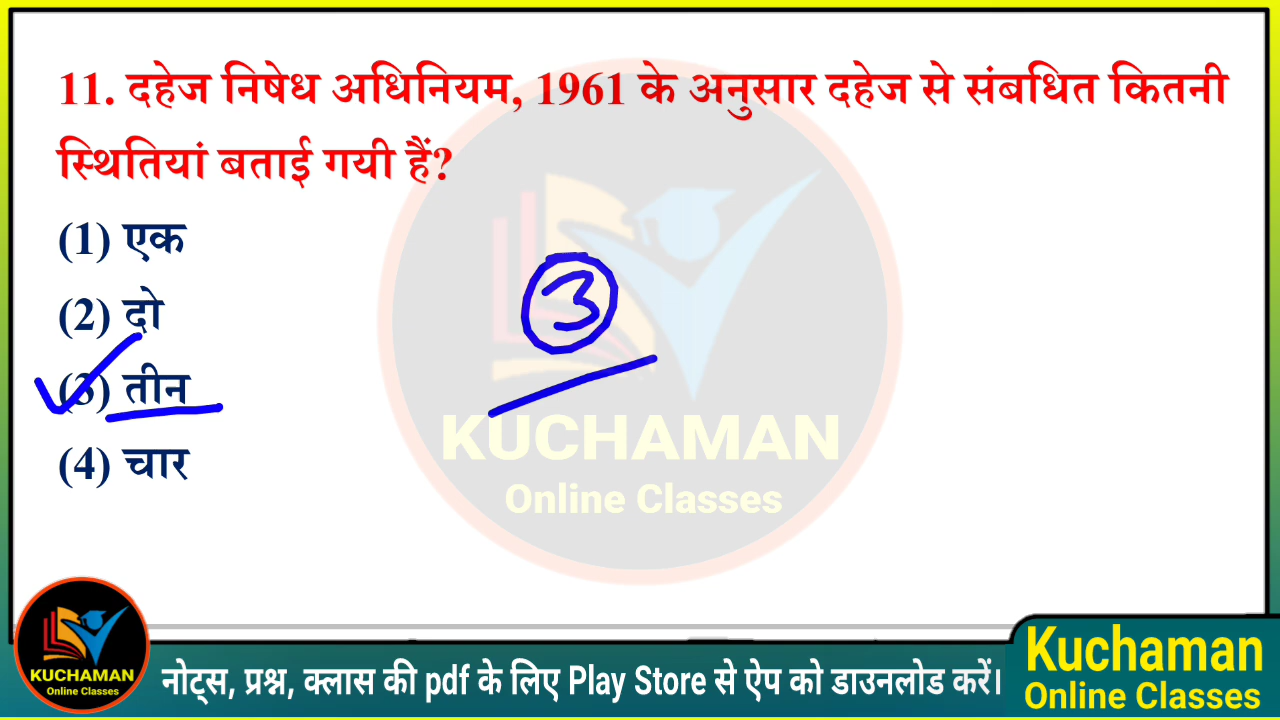 11. दहेज निषेध अधिनियम, 1961 के अनुसार दहेज से संबधित कितनी
स्थितियां बताई गयी हैं?
(1) एक
(2) दो
(3) तीन
(4) चार
3
KUCHAMAN
Online Classes
KUCHAMAN
Online Classes
नोट्स, प्रश्न, क्लास की pdf के लिए Play Store से ऐप को डाउनलोड करें।
Kuchaman
Online Classes